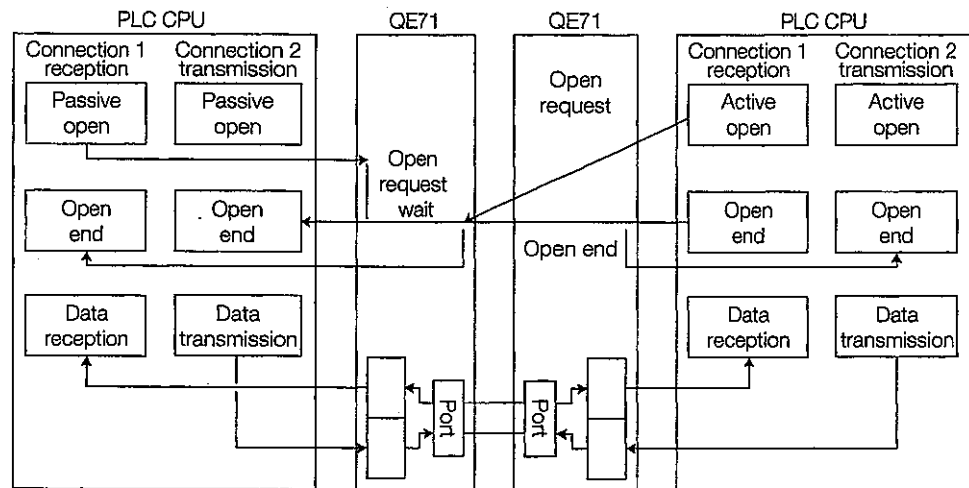 PLC CPU
QE71
QE71
PLC CPU
Connection 1
reception
Connection 2
transmission
Passive
open
Passive
open
Open
request
wait
Open
end
Open
end
Data
reception
Data
transmission
Port
Open
request
Open end
Port
Connection 1
reception
Connection 2
transmission
Active
open
Active
open
Open
end
Open
end
Data
reception
Data
transmission